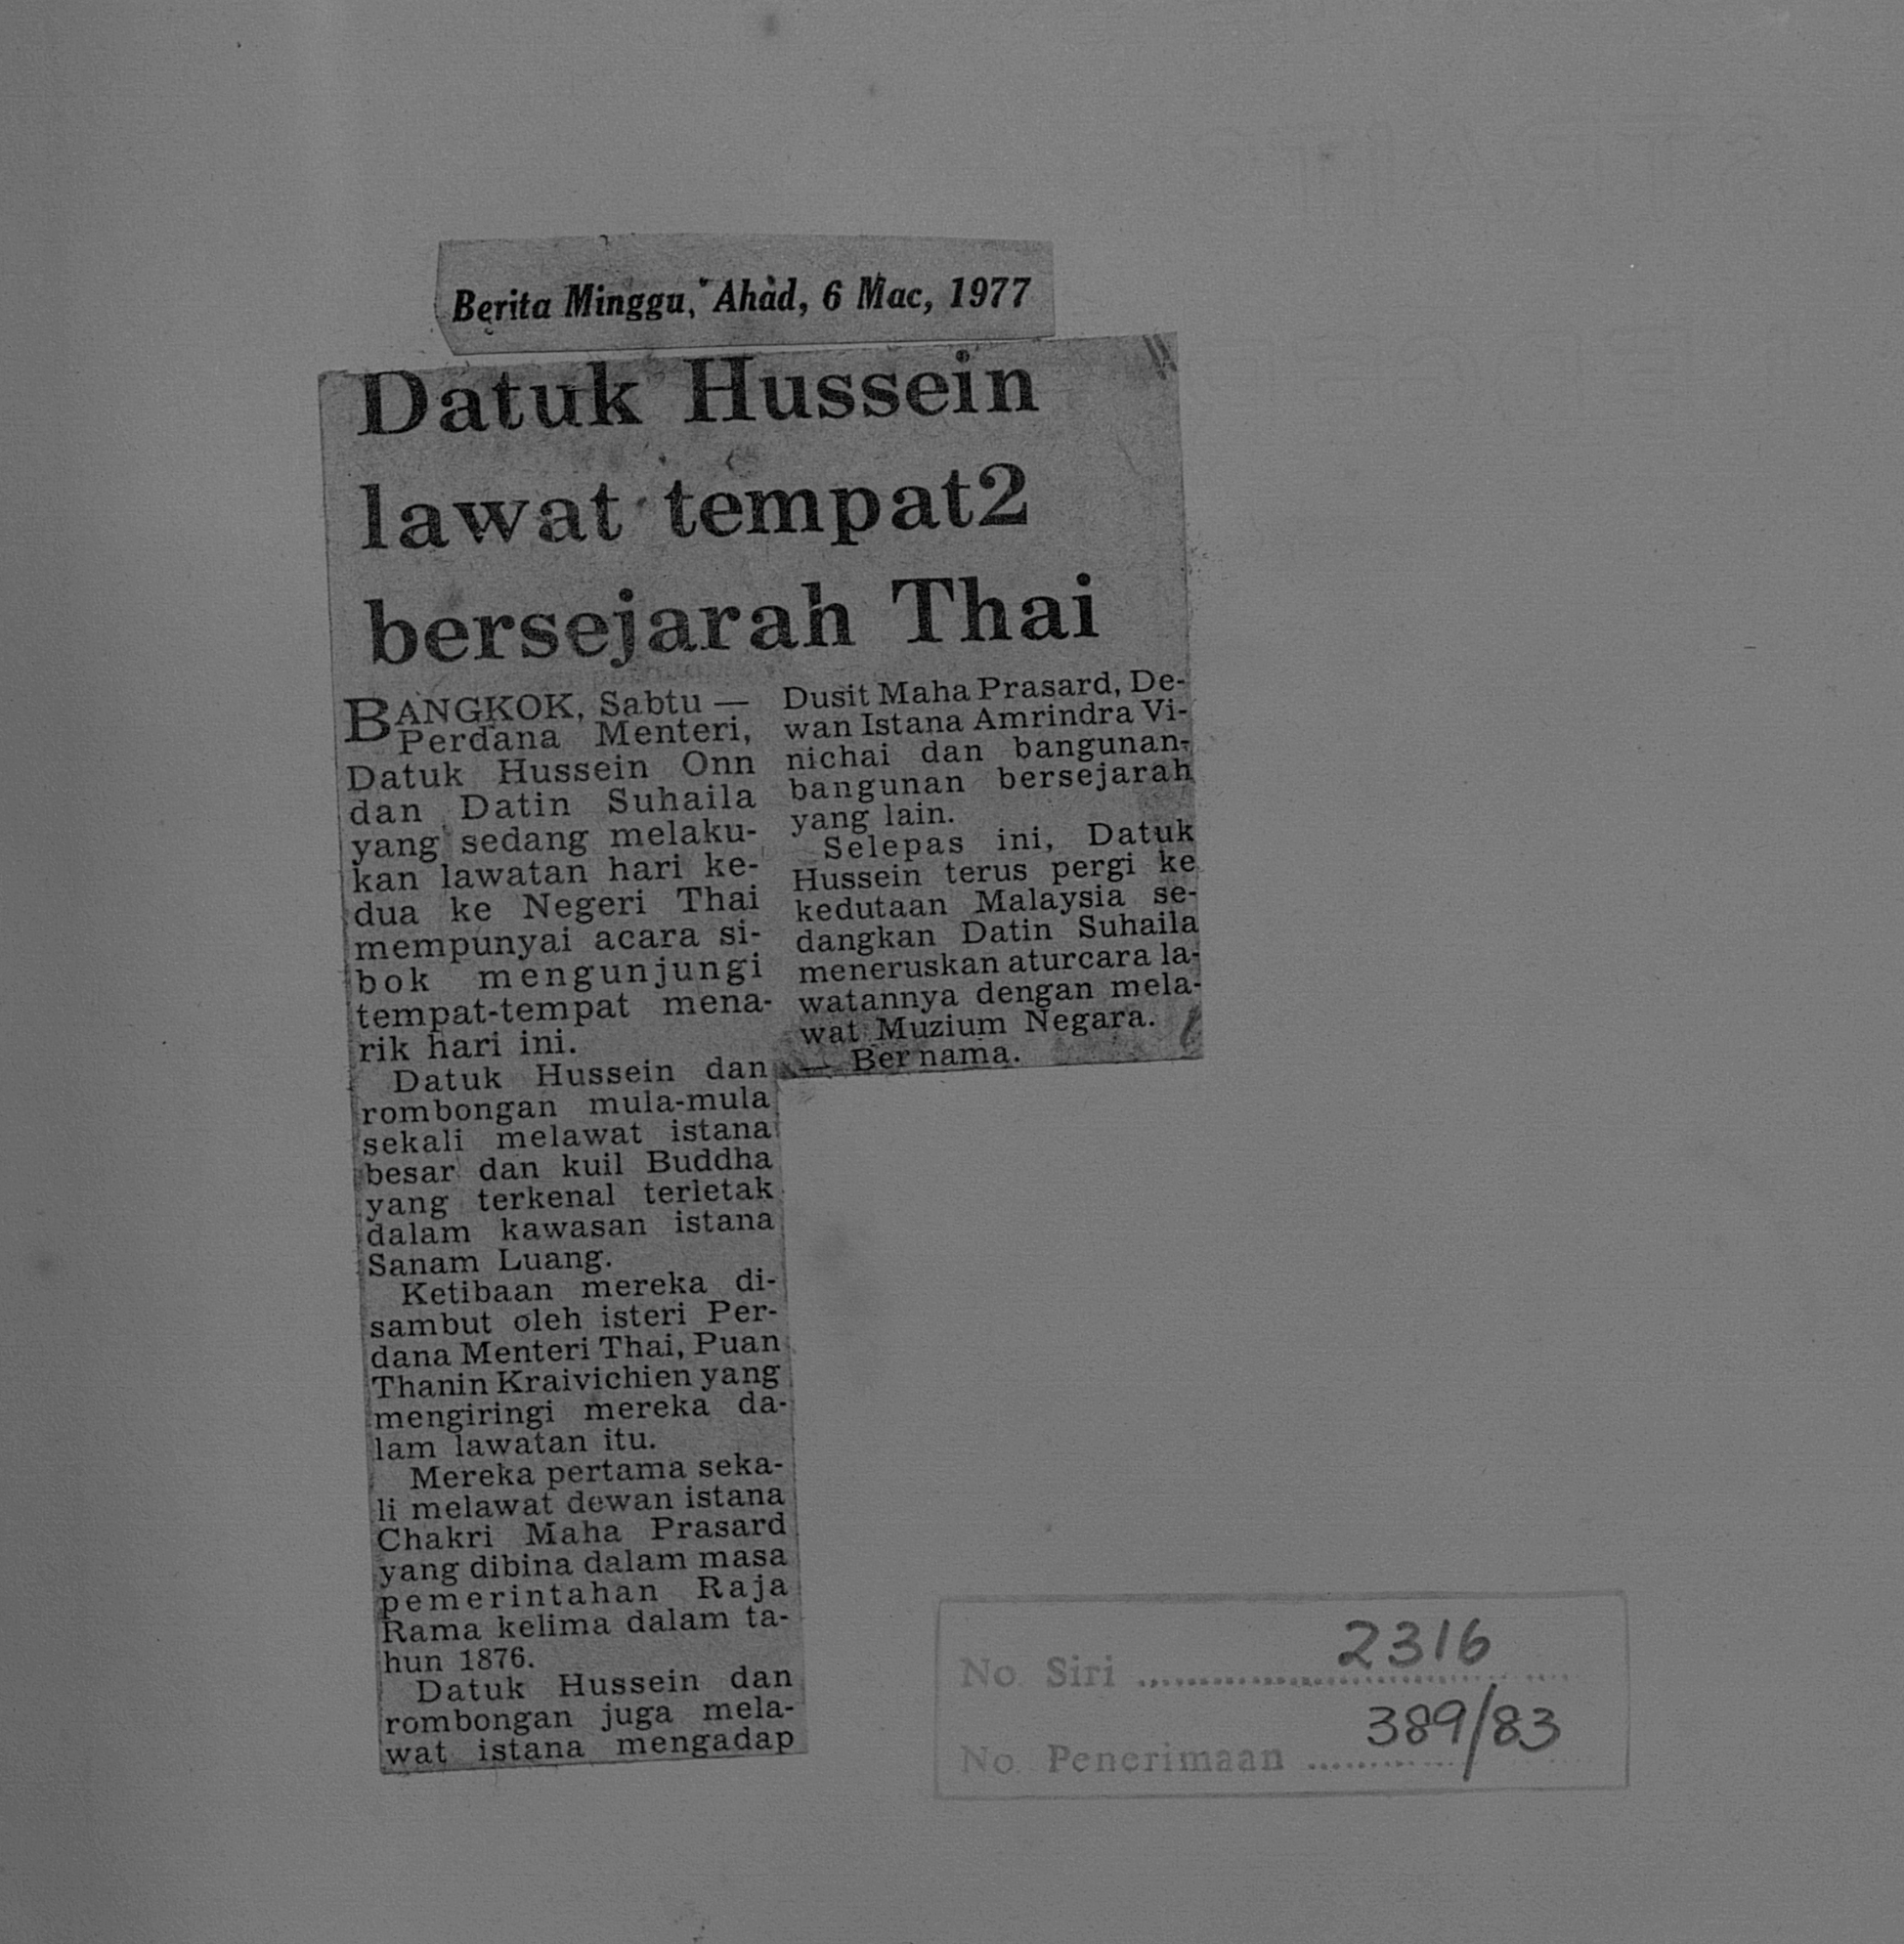 Berita Minggu, Ahad, 6 Mac, 1977
Datuk Hussein
lawat tempat2
bersejarah Thai
BANGKOK, Sabtu —
Perdana Menteri,
Datuk Hussein Onn
dan Datin Suhaila
yang sedang melaku-
kan lawatan hari ke-
dua ke Negeri Thai
mempunyai acara si-
bok mengunjungi
tempat-tempat mena-
rik hari ini.
Datuk Hussein dan
rombongan mula-mula
sekali melawat istana
besar dan kuil Buddha
yang terkenal terletak
dalam kawasan istana
Sanam Luang.
Ketibaan mereka di-
sambut oleh isteri Per-
dana Menteri Thai, Puan
Thanin Kraivichien yang
mengiringi mereka da-
lam lawatan itu.
Mereka pertama seka-
li melawat dewan istana
Chakri Maha Prasard
yang dibina dalam masa
pemerintahan Raja
Rama kelima dalam ta-
hun 1876.
Datuk Hussein dan
rombongan juga mela-
wat istana mengadap
Dusit Maha Prasard, De-
wan Istana Amrindra Vi-
nichai dan bangunan-
bangunan bersejarah
yang lain.
Selepas ini, Datuk
Hussein terus pergi ke
kedutaan Malaysia se-
dangkan Datin Suhaila
meneruskan aturcara la-
watannya dengan mela-
wat Muzium Negara.
— Bernama.
No. Siri 2316
No. Penerimaan 389/83